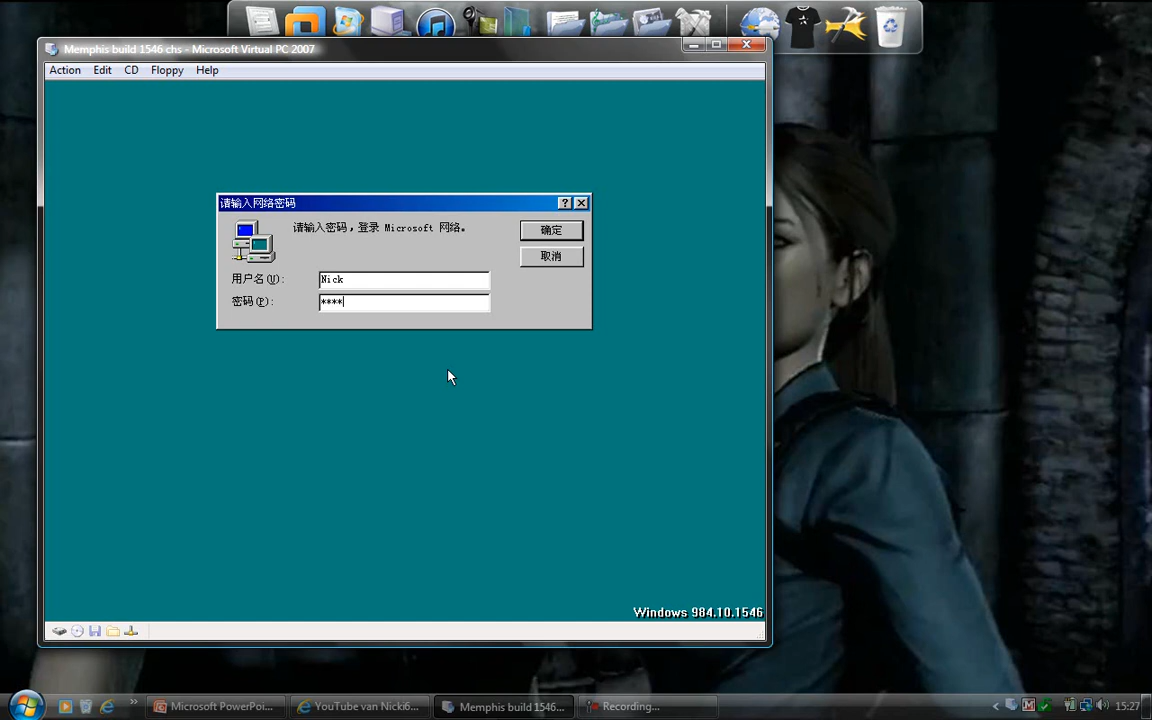 Memphis build 1546 chs - Microsoft Virtual PC 2007
Action Edit CD Floppy Help
请输入网络密码
请输入密码，登录 Microsoft 网络。
确定
取消
用户名(U): Nick
密码(P): ****
Windows 984.10.1546
Microsoft PowerPoi... YouTube van Nicki6... Memphis build 1546... Recording... 15:27